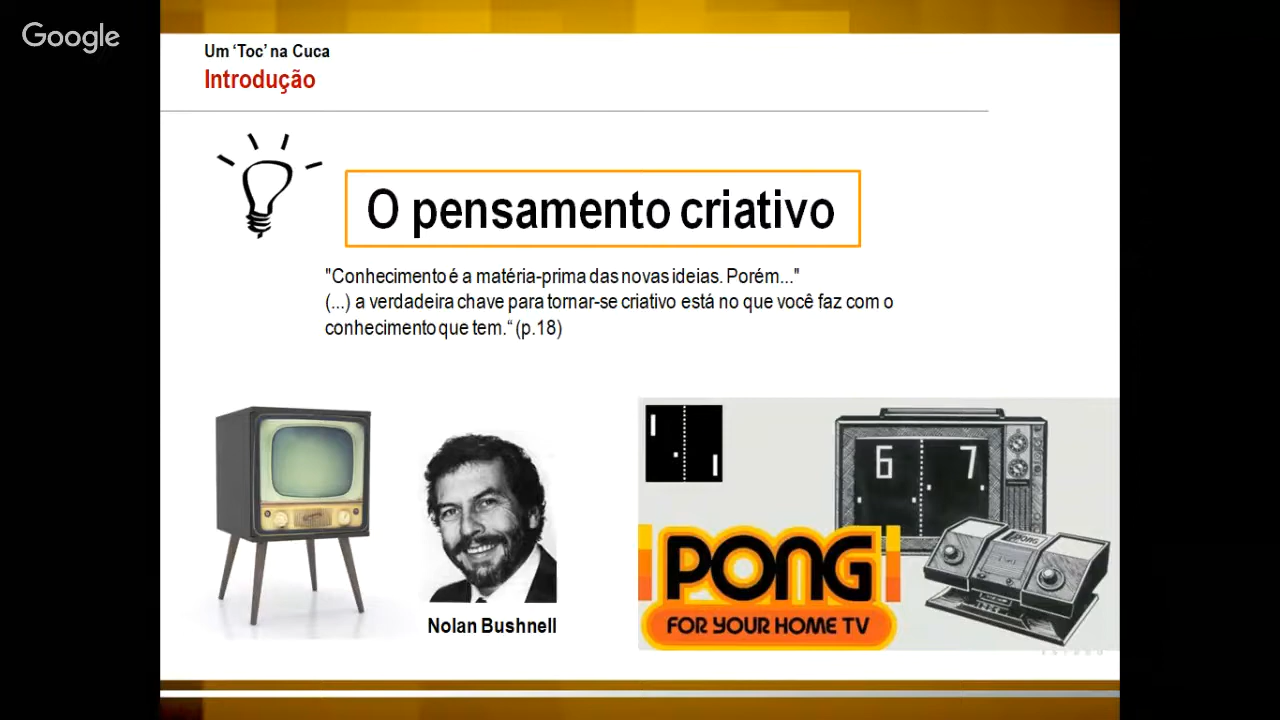 Google
Um ‘Toc’ na Cuca
Introdução
O pensamento criativo
"Conhecimento é a matéria-prima das novas ideias. Porém..."
(...) a verdadeira chave para tornar-se criativo está no que você faz com o
conhecimento que tem.“ (p.18)
6 7
PONG
PONG
FOR YOUR HOME TV
Nolan Bushnell